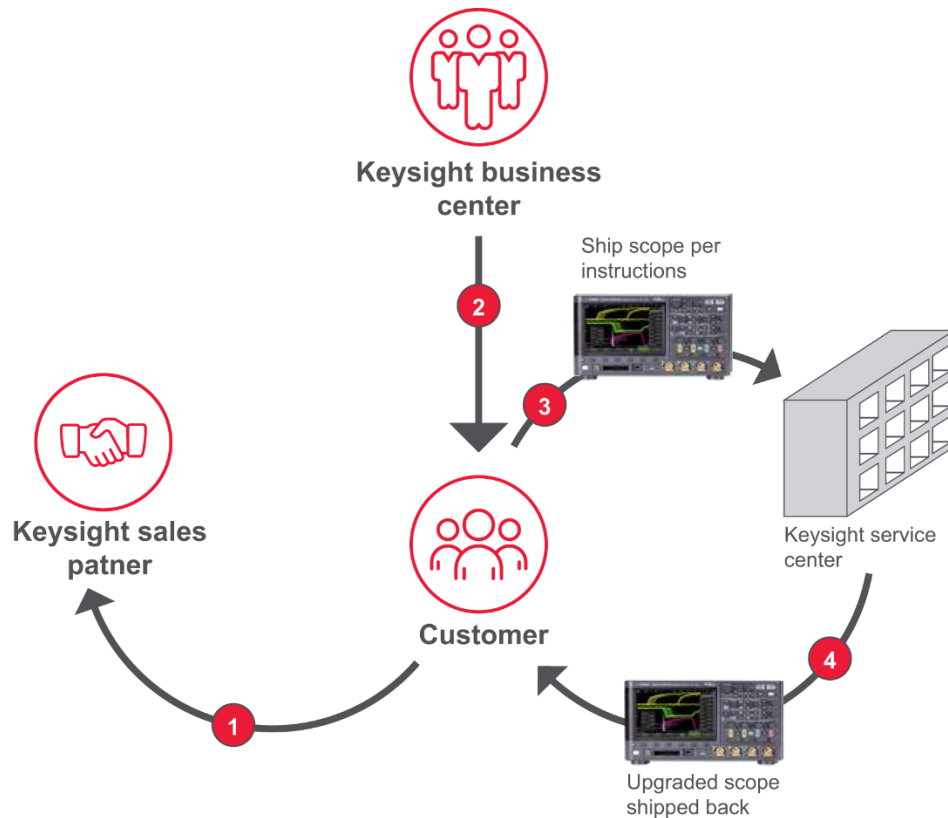 Keysight business
center
2
Ship scope per
instructions
3
Keysight sales
patner
Customer
Keysight service
center
1
4
Upgraded scope
shipped back